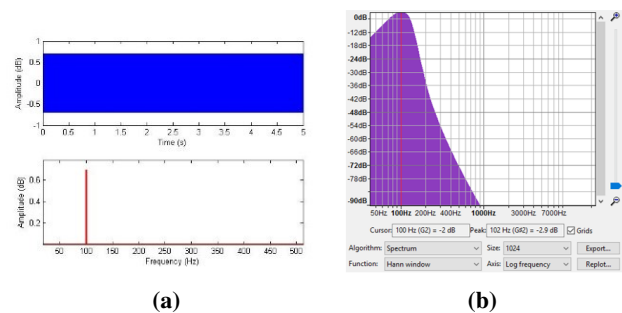 1
0.5
0
-0.5
-1
Amplitude (dB)
0 0.5 1 1.5 2 2.5 3 3.5 4 4.5 5
Time (s)
0.6
0.4
0.2
Amplitude (dB)
50 100 150 200 250 300 350 400 450 500
Frequency (Hz)
(a)
0dB
-12dB
-18dB
-24dB
-30dB
-36dB
-42dB
-48dB
-54dB
-66dB
-72dB
-78dB
-90dB
50Hz 100Hz 200Hz 400Hz 1000Hz 3000Hz 7000Hz
Cursor: 100 Hz (G2) = -2 dB Peak: 102 Hz (G#2) = -2.9 dB Grids
Algorithm: Spectrum Size: 1024 Export...
Function: Hann window Axis: Log frequency Replot...
(b)